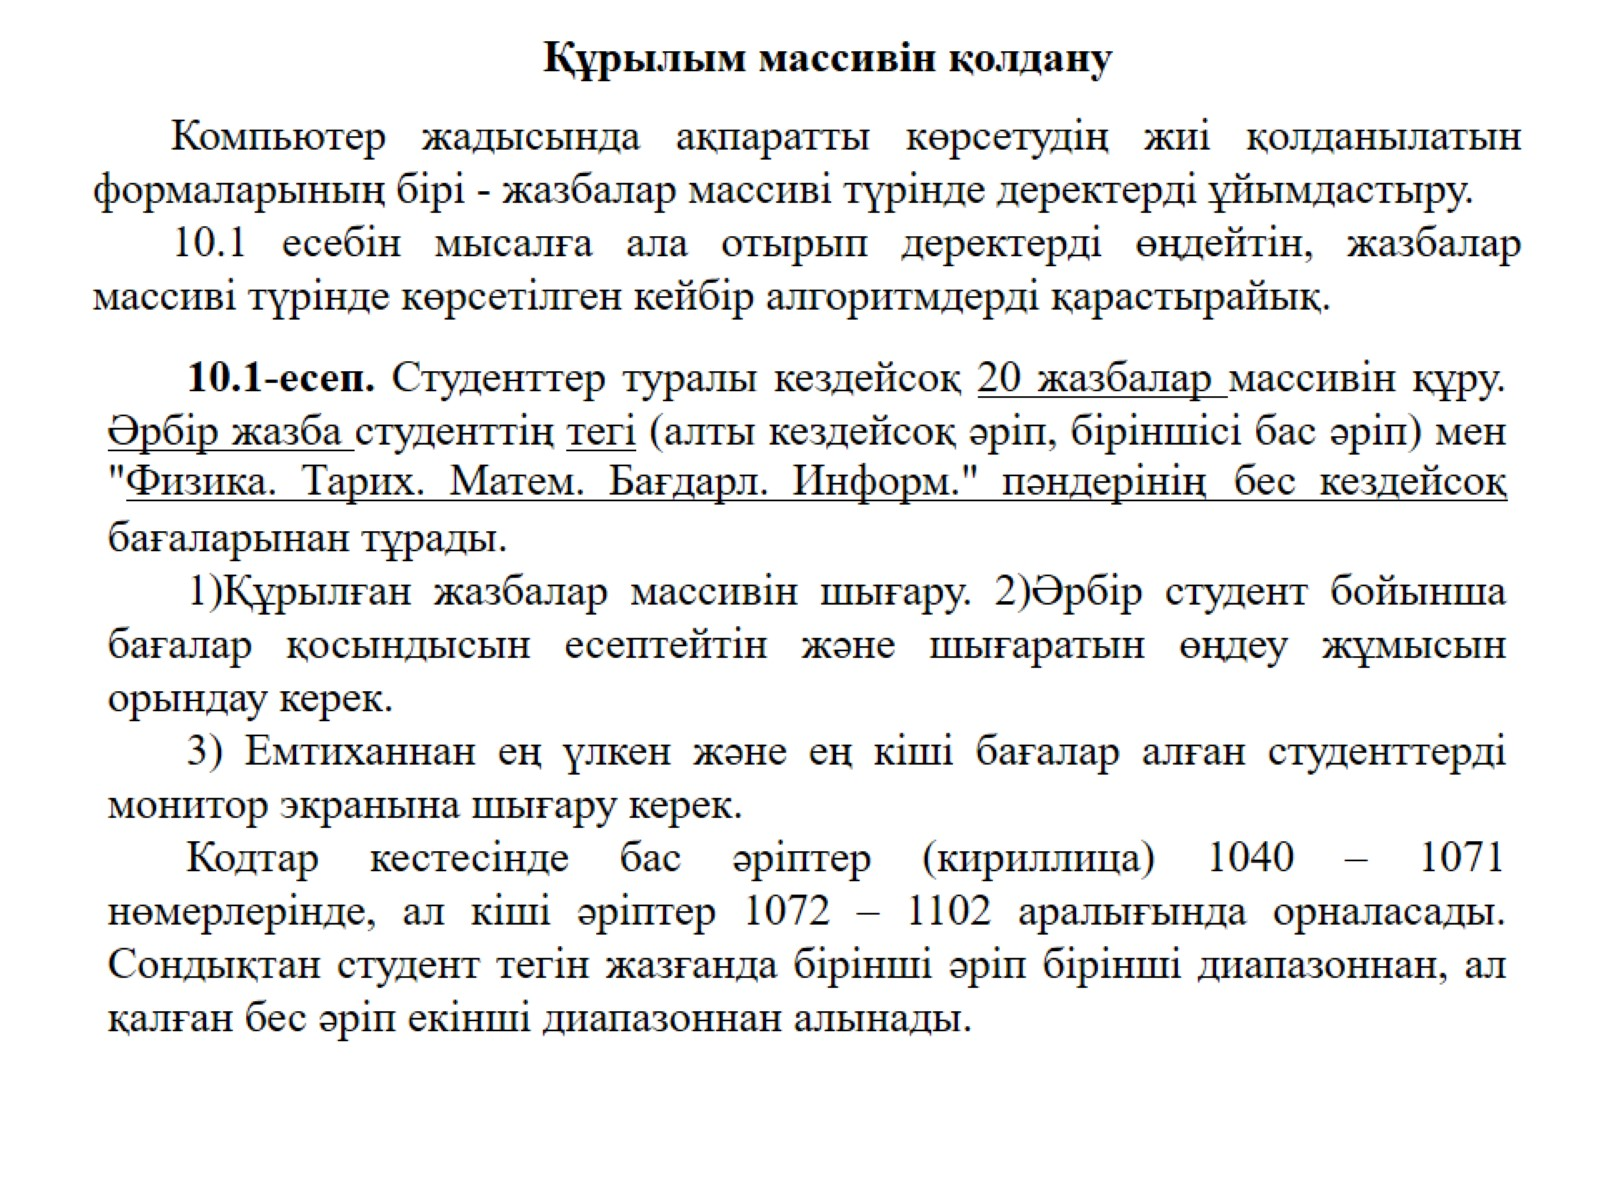 Құрылым массивін қолдану
Компьютер жадысында ақпаратты көрсетудің жиі қолданылатын
формаларының бірі - жазбалар массиві түрінде деректерді ұйымдастыру.
10.1 есебін мысалға ала отырып деректерді өңдейтін, жазбалар
массиві түрінде көрсетілген кейбір алгоритмдерді қарастырайық.
10.1-есеп. Студенттер туралы кездейсоқ 20 жазбалар массивін құру.
Әрбір жазба студенттің тегі (алты кездейсоқ әріп, біріншісі бас әріп) мен
"Физика. Тарих. Матем. Бағдарл. Информ." пәндерінің бес кездейсоқ
бағаларынан тұрады.
1)Құрылған жазбалар массивін шығару. 2)Әрбір студент бойынша
бағалар қосындысын есептейтін және шығаратын өңдеу жұмысын
орындау керек.
3) Емтиханнан ең үлкен және ең кіші бағалар алған студенттерді
монитор экранына шығару керек.
Кодтар кестесінде бас әріптер (кириллица) 1040 – 1071
нөмерлерінде, ал кіші әріптер 1072 – 1102 аралығында орналасады.
Сондықтан студент тегін жазғанда бірінші әріп бірінші диапазоннан, ал
қалған бес әріп екінші диапазоннан алынады.